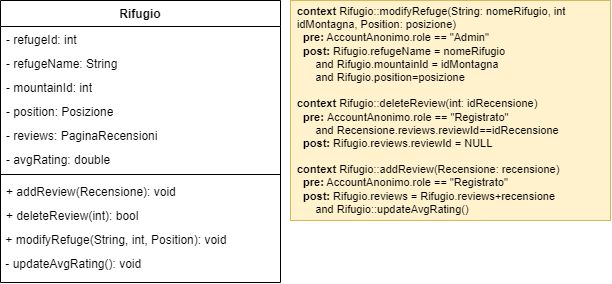 Rifugio
- refugeId: int
- refugeName: String
- mountainId: int
- position: Posizione
- reviews: PaginaRecensioni
- avgRating: double
+ addReview(Recensione): void
+ deleteReview(int): bool
+ modifyRefuge(String, int, Position): void
- updateAvgRating(): void
context Rifugio::modifyRefuge(String: nomeRifugio, int
idMontagna, Position: posizione)
pre: AccountAnonimo.role == "Admin"
post: Rifugio.refugeName = nomeRifugio
and Rifugio.mountainId = idMontagna
and Rifugio.position=posizione
context Rifugio::deleteReview(int: idRecensione)
pre: AccountAnonimo.role == "Registrato"
and Recensione.reviews.reviewId==idRecensione
post: Rifugio.reviews.reviewId = NULL
context Rifugio::addReview(Recensione: recensione)
pre: AccountAnonimo.role == "Registrato"
post: Rifugio.reviews = Rifugio.reviews+recensione
and Rifugio::updateAvgRating()